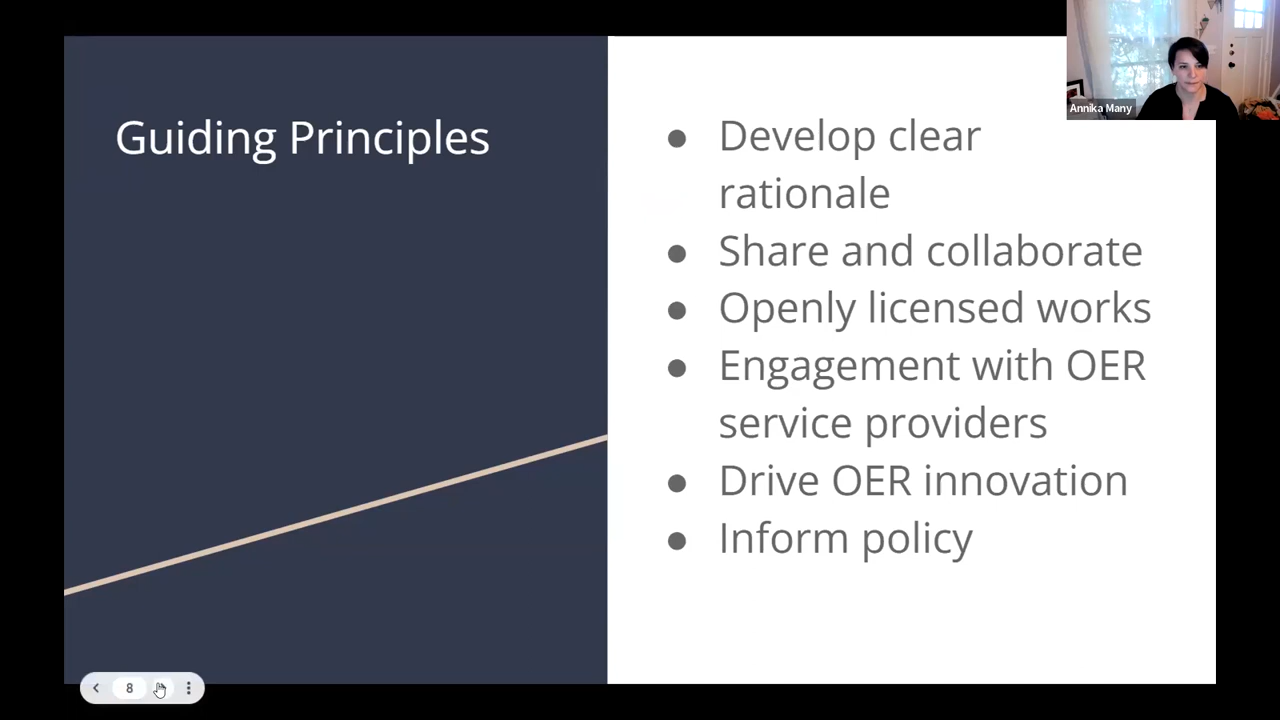 Guiding Principles
● Develop clear
rationale
● Share and collaborate
● Openly licensed works
● Engagement with OER
service providers
● Drive OER innovation
● Inform policy
Annika Many
8